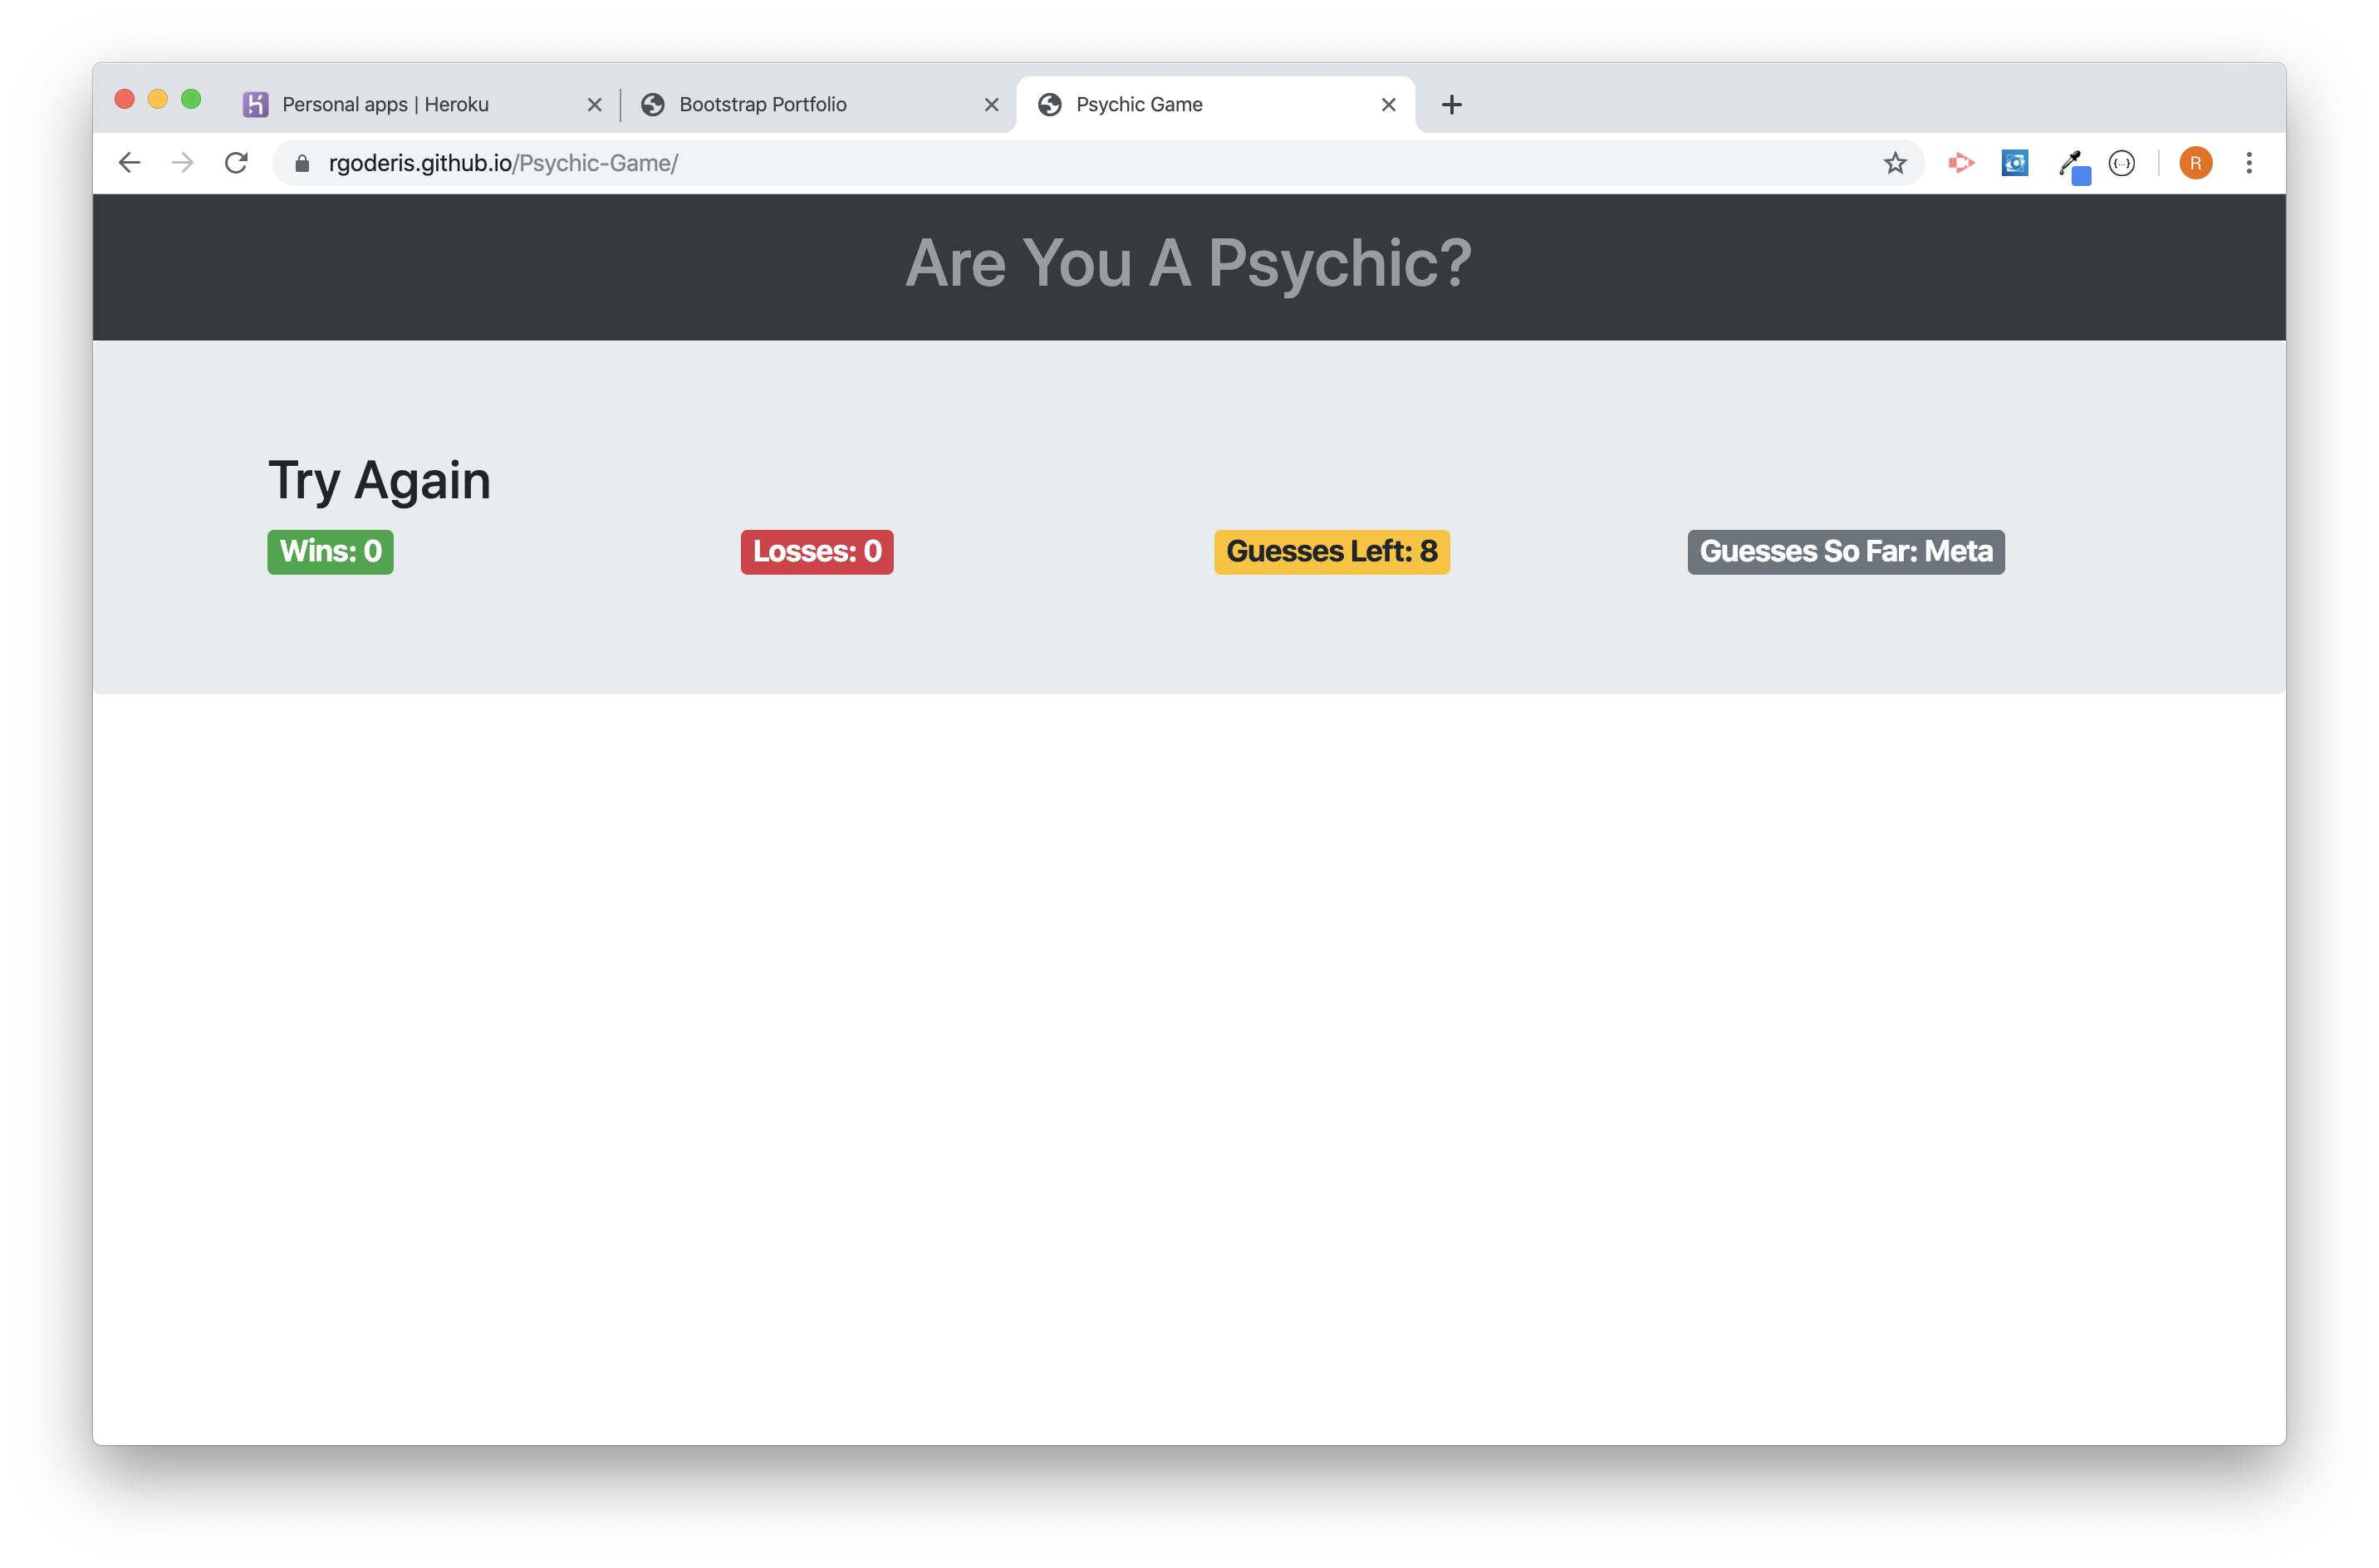 Personal apps | Heroku
Bootstrap Portfolio
Psychic Game
rgoderis.github.io/Psychic-Game/
R
Are You A Psychic?
Try Again
Wins: 0
Losses: 0
Guesses Left: 8
Guesses So Far: Meta